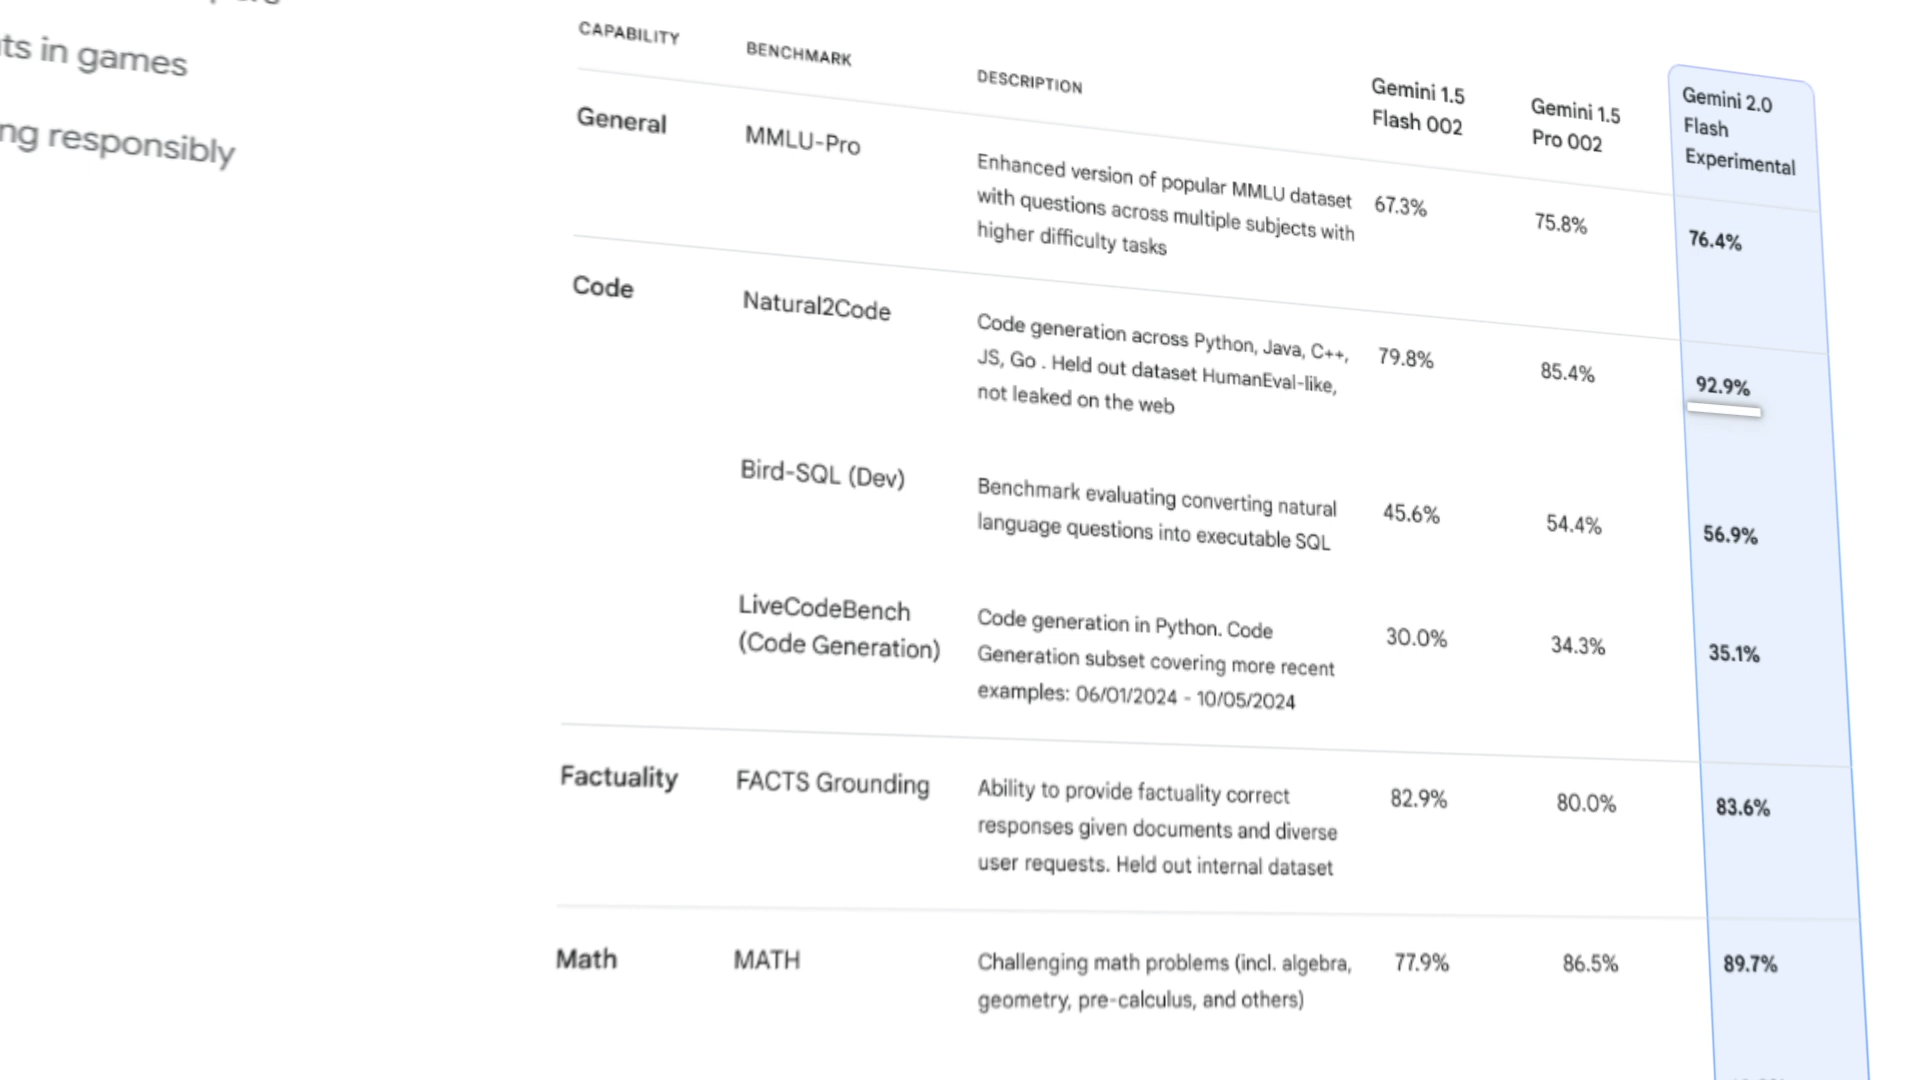 ts in games
ng responsibly
CAPABILITY
BENCHMARK
DESCRIPTION
Gemini 1.5
Flash 002
Gemini 1.5
Pro 002
Gemini 2.0
Flash
Experimental
General
MMLU-Pro
Enhanced version of popular MMLU dataset
with questions across multiple subjects with
higher difficulty tasks
67.3%
75.8%
76.4%
Code
Natural2Code
Code generation across Python, Java, C++,
JS, Go . Held out dataset HumanEval-like,
not leaked on the web
79.8%
85.4%
92.9%
Bird-SQL (Dev)
Benchmark evaluating converting natural
language questions into executable SQL
45.6%
54.4%
56.9%
LiveCodeBench
(Code Generation)
Code generation in Python. Code
Generation subset covering more recent
examples: 06/01/2024 - 10/05/2024
30.0%
34.3%
35.1%
Factuality
FACTS Grounding
Ability to provide factuality correct
responses given documents and diverse
user requests. Held out internal dataset
82.9%
80.0%
83.6%
Math
MATH
Challenging math problems (incl. algebra,
geometry, pre-calculus, and others)
77.9%
86.5%
89.7%